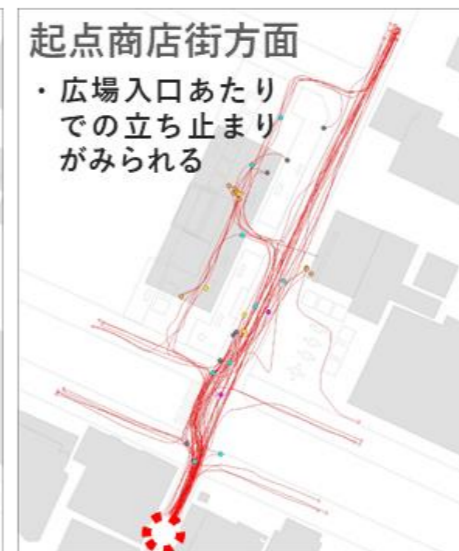 起点商店街方面
・広場入口あたり
での立ち止まり
がみられる